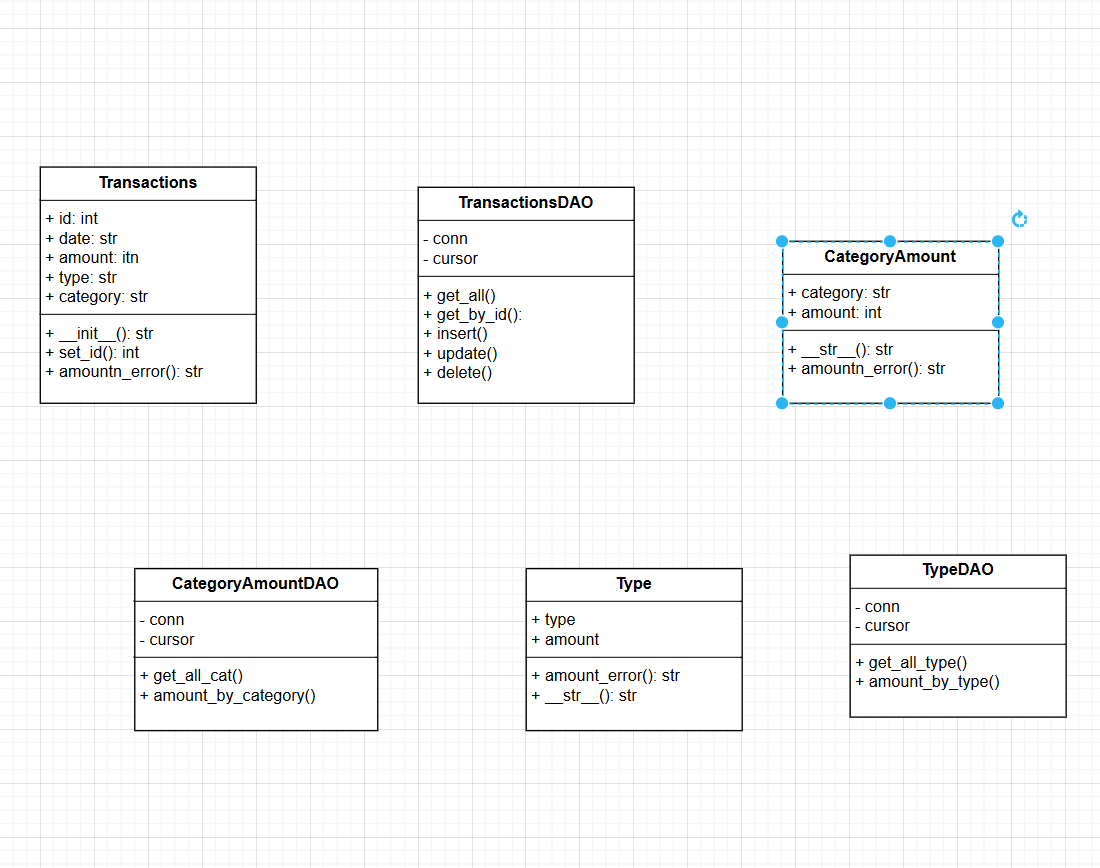 Transactions
+ id: int
+ date: str
+ amount: itn
+ type: str
+ category: str
+ __init__(): str
+ set_id(): int
+ amountn_error(): str
TransactionsDAO
- conn
- cursor
+ get_all()
+ get_by_id():
+ insert()
+ update()
+ delete()
CategoryAmount
+ category: str
+ amount: int
+ __str__(): str
+ amountn_error(): str
CategoryAmountDAO
- conn
- cursor
+ get_all_cat()
+ amount_by_category()
Type
+ type
+ amount
+ amount_error(): str
+ __str__(): str
TypeDAO
- conn
- cursor
+ get_all_type()
+ amount_by_type()